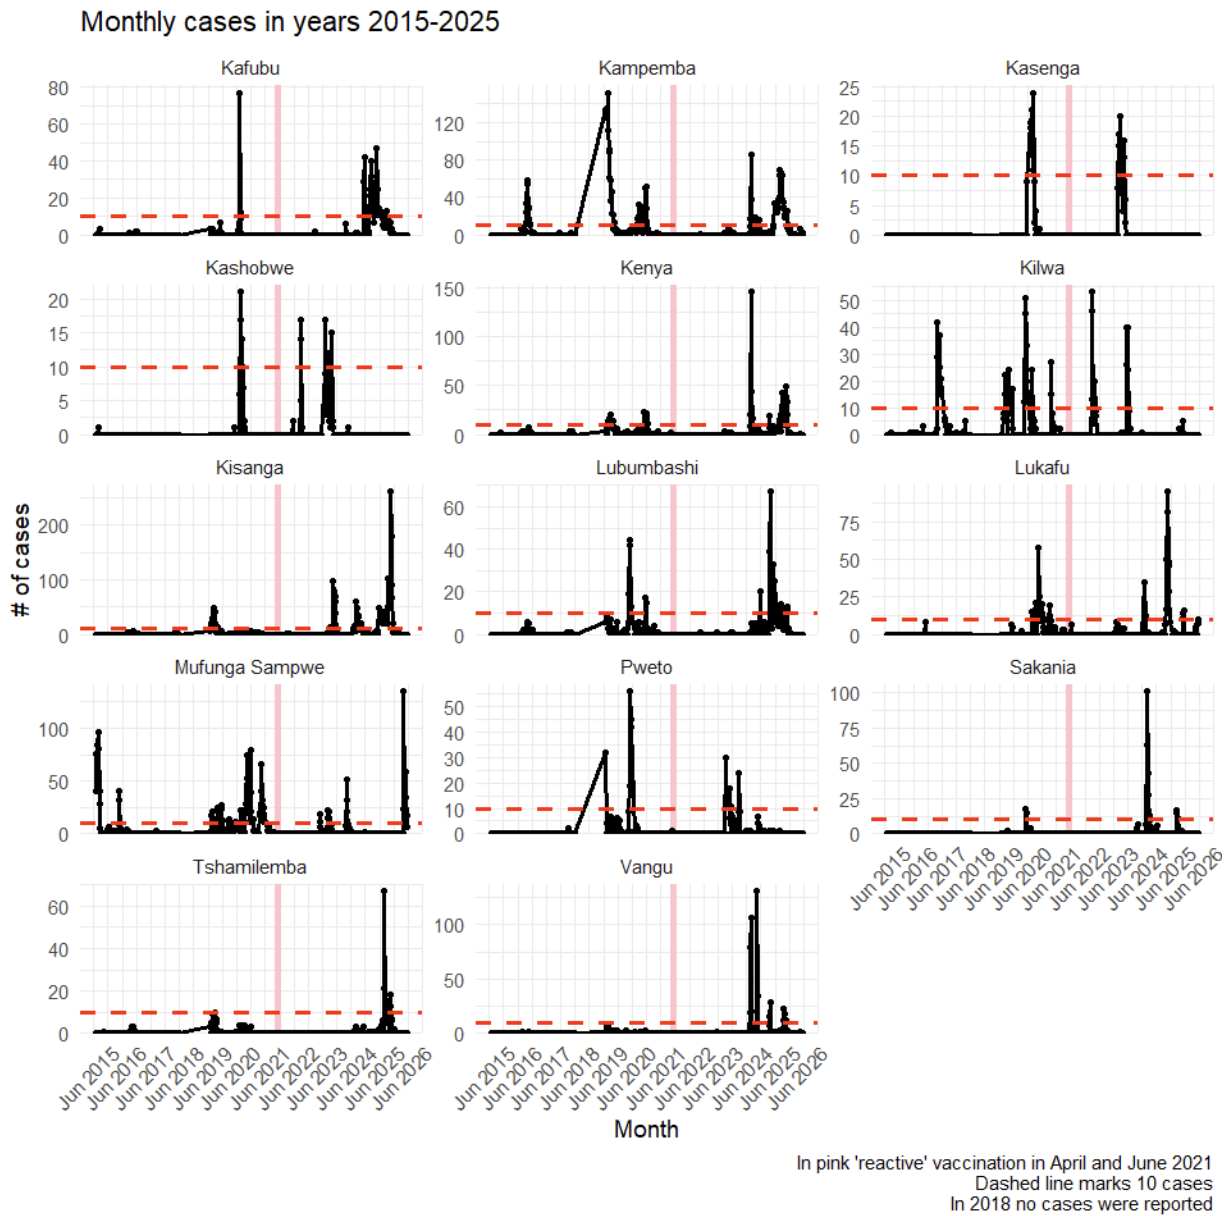 Monthly cases in years 2015-2025
Kafubu
Kampemba
Kasenga
80
60
40
20
0
120
80
40
0
25
20
15
10
5
0
Kashobwe
Kenya
Kilwa
20
15
10
5
0
150
100
50
0
50
40
30
20
10
0
Kisanga
Lubumbashi
Lukafu
200
100
0
60
40
20
0
75
50
25
0
# of cases
Mufunga Sampwe
Pweto
Sakania
100
50
0
50
40
30
20
10
0
100
75
50
25
0
Jun 2015
Jun 2016
Jun 2017
Jun 2018
Jun 2019
Jun 2020
Jun 2021
Jun 2022
Jun 2023
Jun 2024
Jun 2025
Jun 2026
Tshamilemba
Vangu
60
40
20
0
100
50
0
Jun 2015
Jun 2016
Jun 2017
Jun 2018
Jun 2019
Jun 2020
Jun 2021
Jun 2022
Jun 2023
Jun 2024
Jun 2025
Jun 2026
Jun 2015
Jun 2016
Jun 2017
Jun 2018
Jun 2019
Jun 2020
Jun 2021
Jun 2022
Jun 2023
Jun 2024
Jun 2025
Jun 2026
Month
In pink 'reactive' vaccination in April and June 2021
Dashed line marks 10 cases
In 2018 no cases were reported